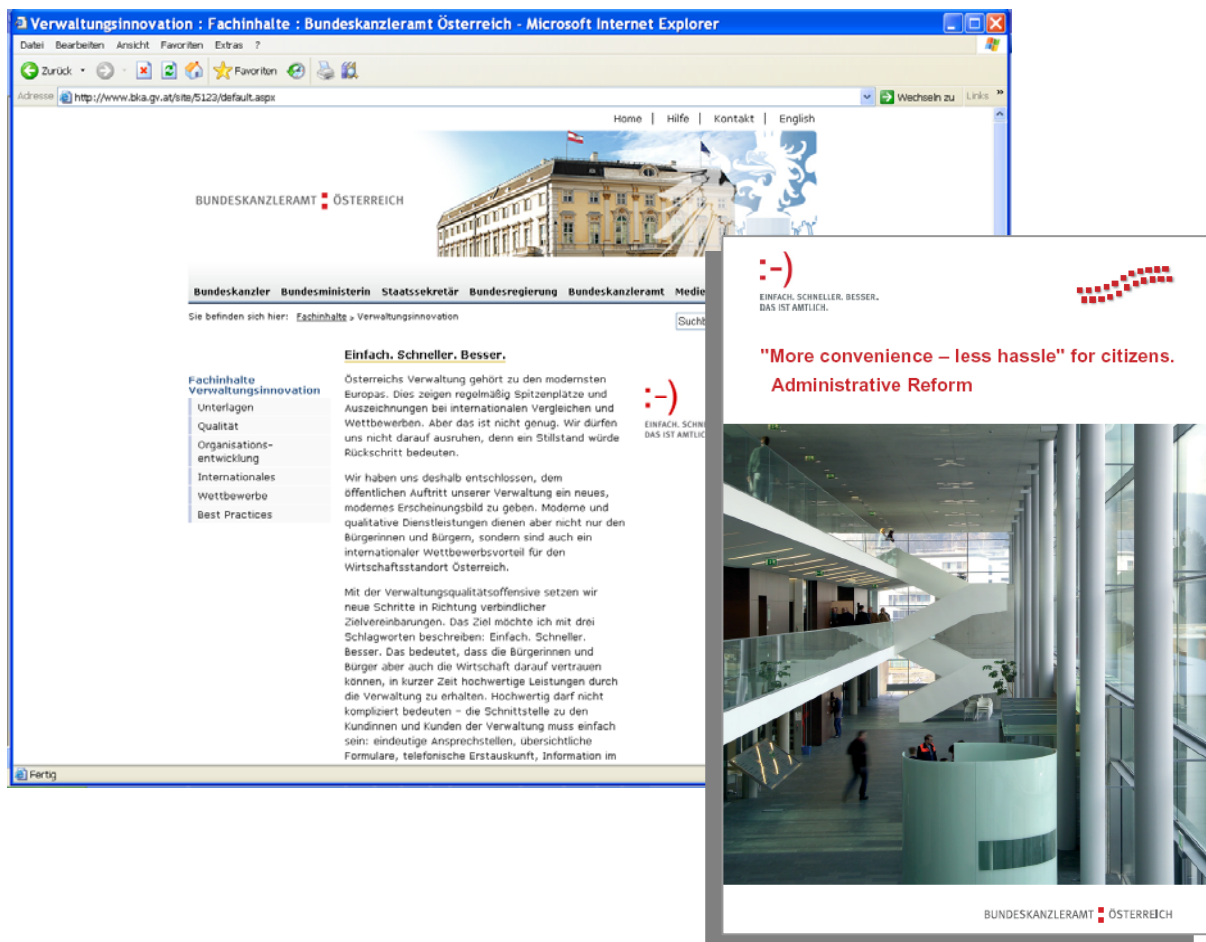 Verwaltungsinnovation : Fachinhalte : Bundeskanzleramt Österreich - Microsoft Internet Explorer
Datei Bearbeiten Ansicht Favoriten Extras ?
Zurück Favoriten
Adresse http://www.bka.gv.at/site/5123/default.aspx Wechseln zu Links »
Home | Hilfe | Kontakt | English
BUNDESKANZLERAMT ÖSTERREICH
Bundeskanzler Bundesministerin Staatssekretär Bundesregierung Bundeskanzleramt Medie
Sie befinden sich hier: Fachinhalte » Verwaltungsinnovation
Suchb
Fachinhalte
Verwaltungsinnovation
Unterlagen
Qualität
Organisations-
entwicklung
Internationales
Wettbewerbe
Best Practices
Einfach. Schneller. Besser.
Österreichs Verwaltung gehört zu den modernsten
Europas. Dies zeigen regelmäßig Spitzenplätze und
Auszeichnungen bei internationalen Vergleichen und
Wettbewerben. Aber das ist nicht genug. Wir dürfen
uns nicht darauf ausruhen, denn ein Stillstand würde
Rückschritt bedeuten.
Wir haben uns deshalb entschlossen, dem
öffentlichen Auftritt unserer Verwaltung ein neues,
modernes Erscheinungsbild zu geben. Moderne und
qualitative Dienstleistungen dienen aber nicht nur den
Bürgerinnen und Bürgern, sondern sind auch ein
internationaler Wettbewerbsvorteil für den
Wirtschaftsstandort Österreich.
Mit der Verwaltungsqualitätsoffensive setzen wir
neue Schritte in Richtung verbindlicher
Zielvereinbarungen. Das Ziel möchte ich mit drei
Schlagworten beschreiben: Einfach. Schneller.
Besser. Das bedeutet, dass die Bürgerinnen und
Bürger aber auch die Wirtschaft darauf vertrauen
können, in kurzer Zeit hochwertige Leistungen durch
die Verwaltung zu erhalten. Hochwertig darf nicht
kompliziert bedeuten – die Schnittstelle zu den
Kundinnen und Kunden der Verwaltung muss einfach
sein: eindeutige Ansprechstellen, übersichtliche
Formulare, telefonische Erstauskunft, Information im
:-)
EINFACH. SCHN
DAS IST AMTLIC
Fertig
:-)
EINFACH. SCHNELLER. BESSER.
DAS IST AMTLICH.
"More convenience – less hassle" for citizens.
Administrative Reform
BUNDESKANZLERAMT ÖSTERREICH